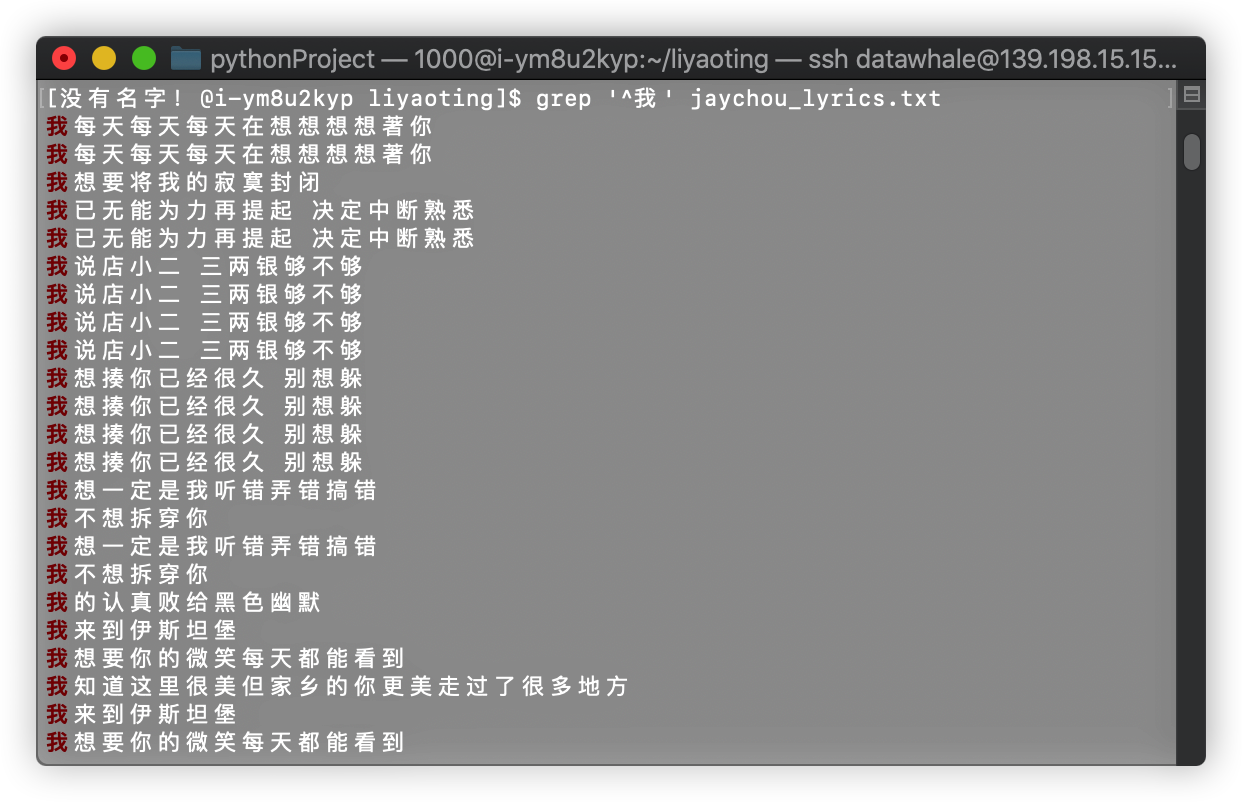 pythonProject — 1000@i-ym8u2kyp:~/liyaoting — ssh datawhale@139.198.15.15...
[[没有名字！@i-ym8u2kyp liyaoting]$ grep '^我' jaychou_lyrics.txt ]
我每天每天每天在想想想想著你
我每天每天每天在想想想想著你
我想要将我的寂寞封闭
我已无能为力再提起 决定中断熟悉
我已无能为力再提起 决定中断熟悉
我说店小二 三两银够不够
我说店小二 三两银够不够
我说店小二 三两银够不够
我说店小二 三两银够不够
我想揍你已经很久 别想躲
我想揍你已经很久 别想躲
我想揍你已经很久 别想躲
我想揍你已经很久 别想躲
我想一定是我听错弄错搞错
我不想拆穿你
我想一定是我听错弄错搞错
我不想拆穿你
我的认真败给黑色幽默
我来到伊斯坦堡
我想要你的微笑每天都能看到
我知道这里很美但家乡的你更美走过了很多地方
我来到伊斯坦堡
我想要你的微笑每天都能看到